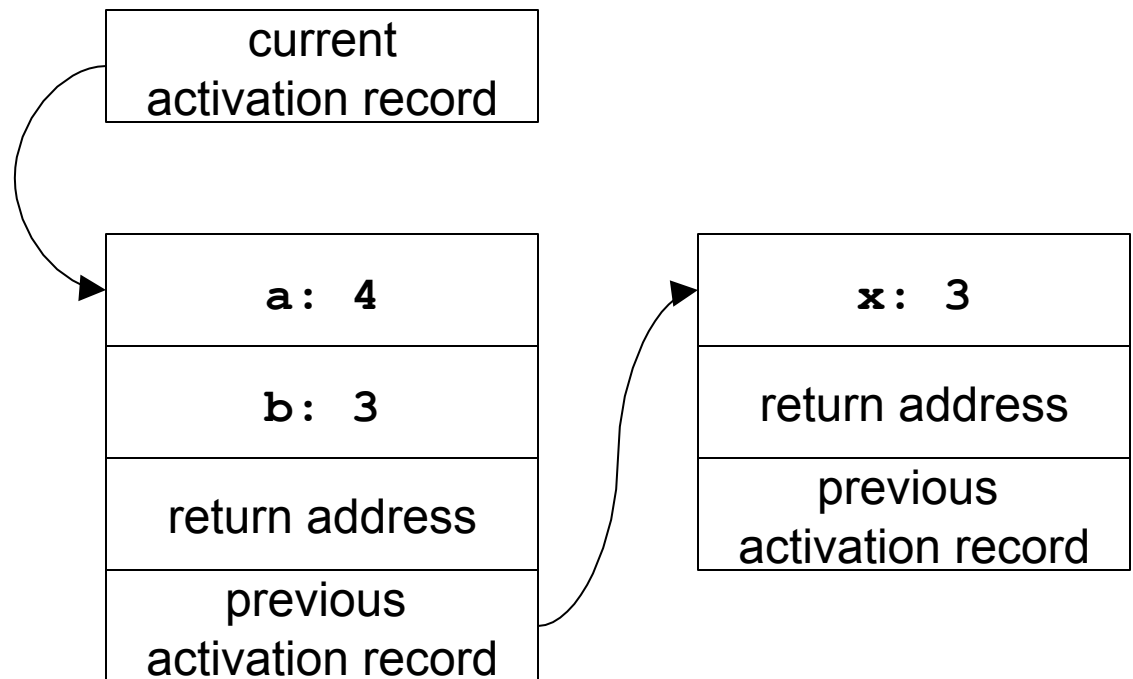 current
activation record
a: 4
b: 3
return address
previous
activation record
x: 3
return address
previous
activation record